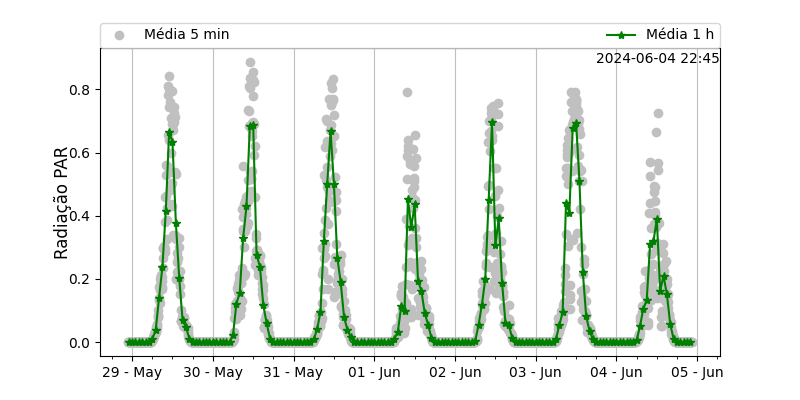 Média 5 min
Média 1 h
2024-06-04 22:45
Radiação PAR
0.8
0.6
0.4
0.2
0.0
29 - May
30 - May
31 - May
01 - Jun
02 - Jun
03 - Jun
04 - Jun
05 - Jun